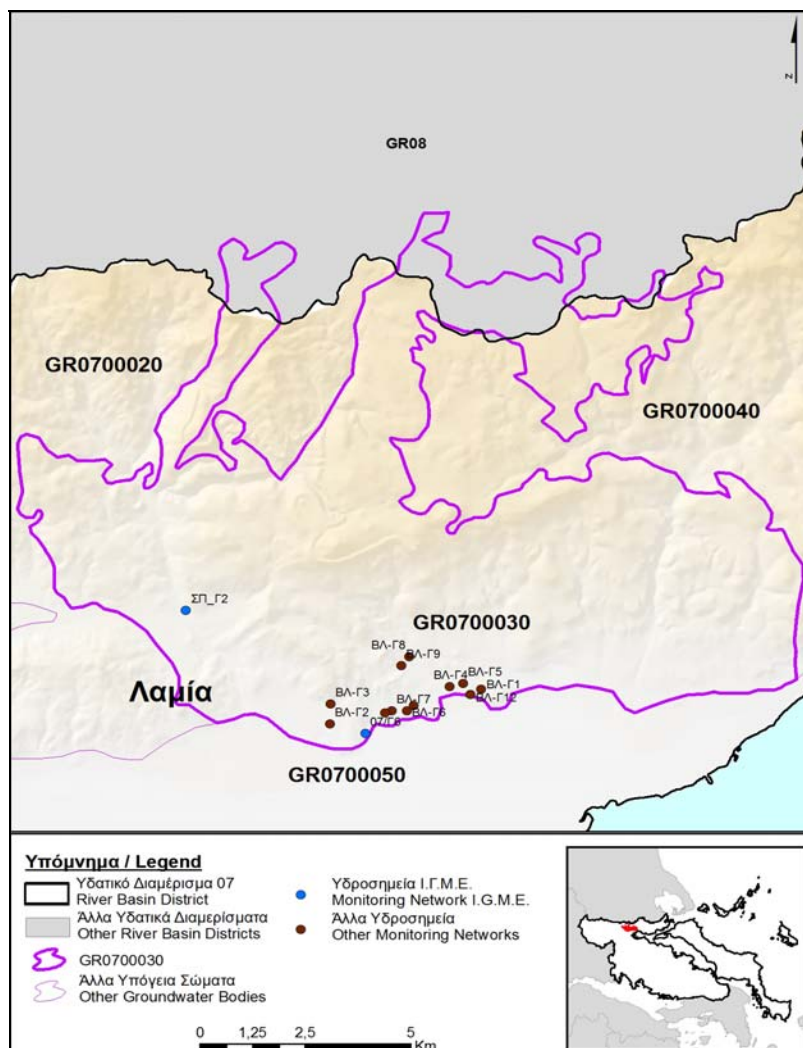 N
GR08
GR0700020
GR0700040
ΣΠ_Γ2
GR0700030
ΒΛ-Γ8
ΒΛ-Γ9
ΒΛ-Γ4
ΒΛ-Γ5
ΒΛ-Γ1
ΒΛ-Γ12
Λαμία
ΒΛ-Γ3
ΒΛ-Γ7
ΒΛ-Γ2
ΒΛ-Γ6
GR0700050
Υπόμνημα / Legend
Υδατικό Διαμέρισμα 07
River Basin District
Άλλα Υδατικά Διαμερίσματα
Other River Basin Districts
GR0700030
Άλλα Υπόγεια Σώματα
Other Groundwater Bodies
Υδροσημεία Ι.Γ.Μ.Ε.
Monitoring Network I.G.M.E.
Άλλα Υδροσημεία
Other Monitoring Networks
0 1,25 2,5 5
Km